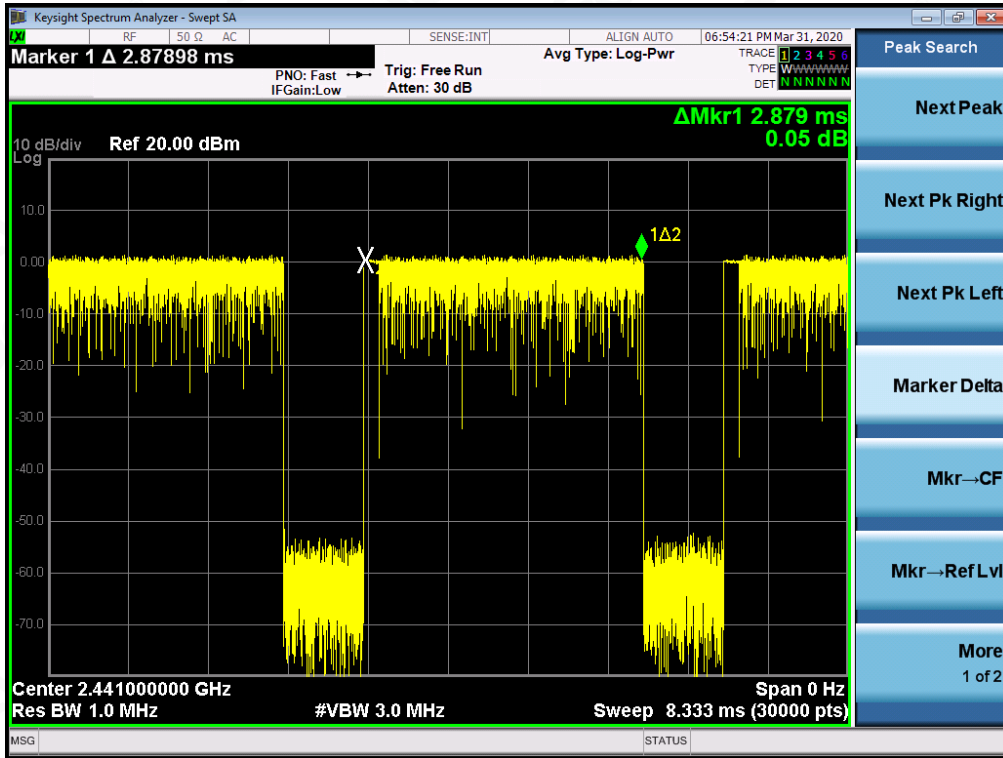 Keysight Spectrum Analyzer - Swept SA
LXI
RF
50 Ω AC
SENSE:INT
ALIGN AUTO
06:54:21 PM Mar 31, 2020
Marker 1 Δ 2.87898 ms
PNO: Fast
IFGain:Low
Trig: Free Run
Atten: 30 dB
Avg Type: Log-Pwr
TRACE 1 2 3 4 5 6
TYPE WWWWWW
DET N N N N N N
Peak Search
Next Peak
Next Pk Right
Next Pk Left
Marker Delta
Mkr→CF
Mkr→Ref Lvl
More
1 of 2
ΔMkr1 2.879 ms
0.05 dB
10 dB/div
Log
Ref 20.00 dBm
10.0
0.00
-10.0
-20.0
-30.0
-40.0
-50.0
-60.0
-70.0
1Δ2
Center 2.441000000 GHz
Span 0 Hz
Res BW 1.0 MHz
#VBW 3.0 MHz
Sweep 8.333 ms (30000 pts)
MSG
STATUS